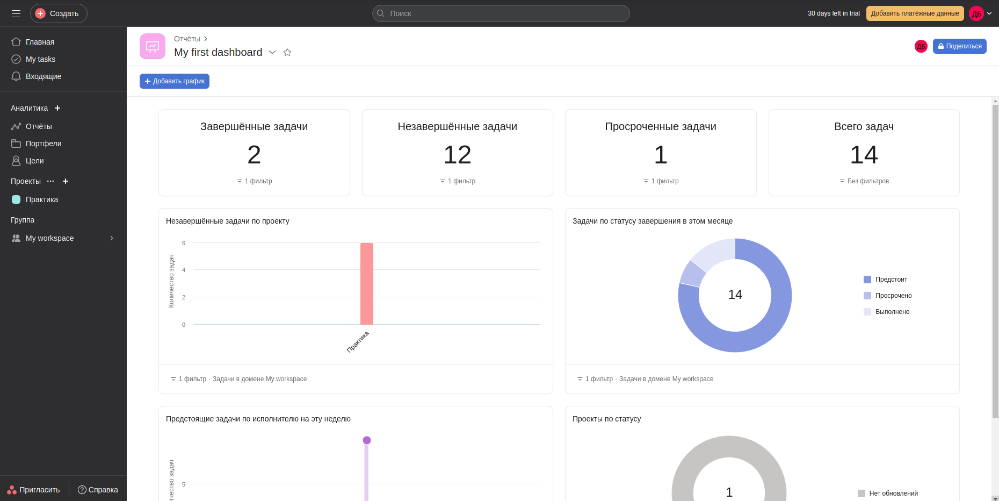 Создать
Поиск
30 days left in trial
Добавить платёжные данные
ДБ
Главная
My tasks
Входящие
Аналитика
Отчёты
Портфели
Цели
Проекты
Практика
Группа
My workspace
Пригласить
Справка
Отчёты
My first dashboard
ДБ
Поделиться
Добавить график
Завершённые задачи
2
1 фильтр
Незавершённые задачи
12
1 фильтр
Просроченные задачи
1
1 фильтр
Всего задач
14
Без фильтров
Незавершённые задачи по проекту
Количество задач
6
4
2
0
Практика
1 фильтр · Задачи в домене My workspace
Задачи по статусу завершения в этом месяце
14
Предстоит
Просрочено
Выполнено
1 фильтр · Задачи в домене My workspace
Предстоящие задачи по исполнителю на эту неделю
задач
5
Проекты по статусу
1
Нет обновлений